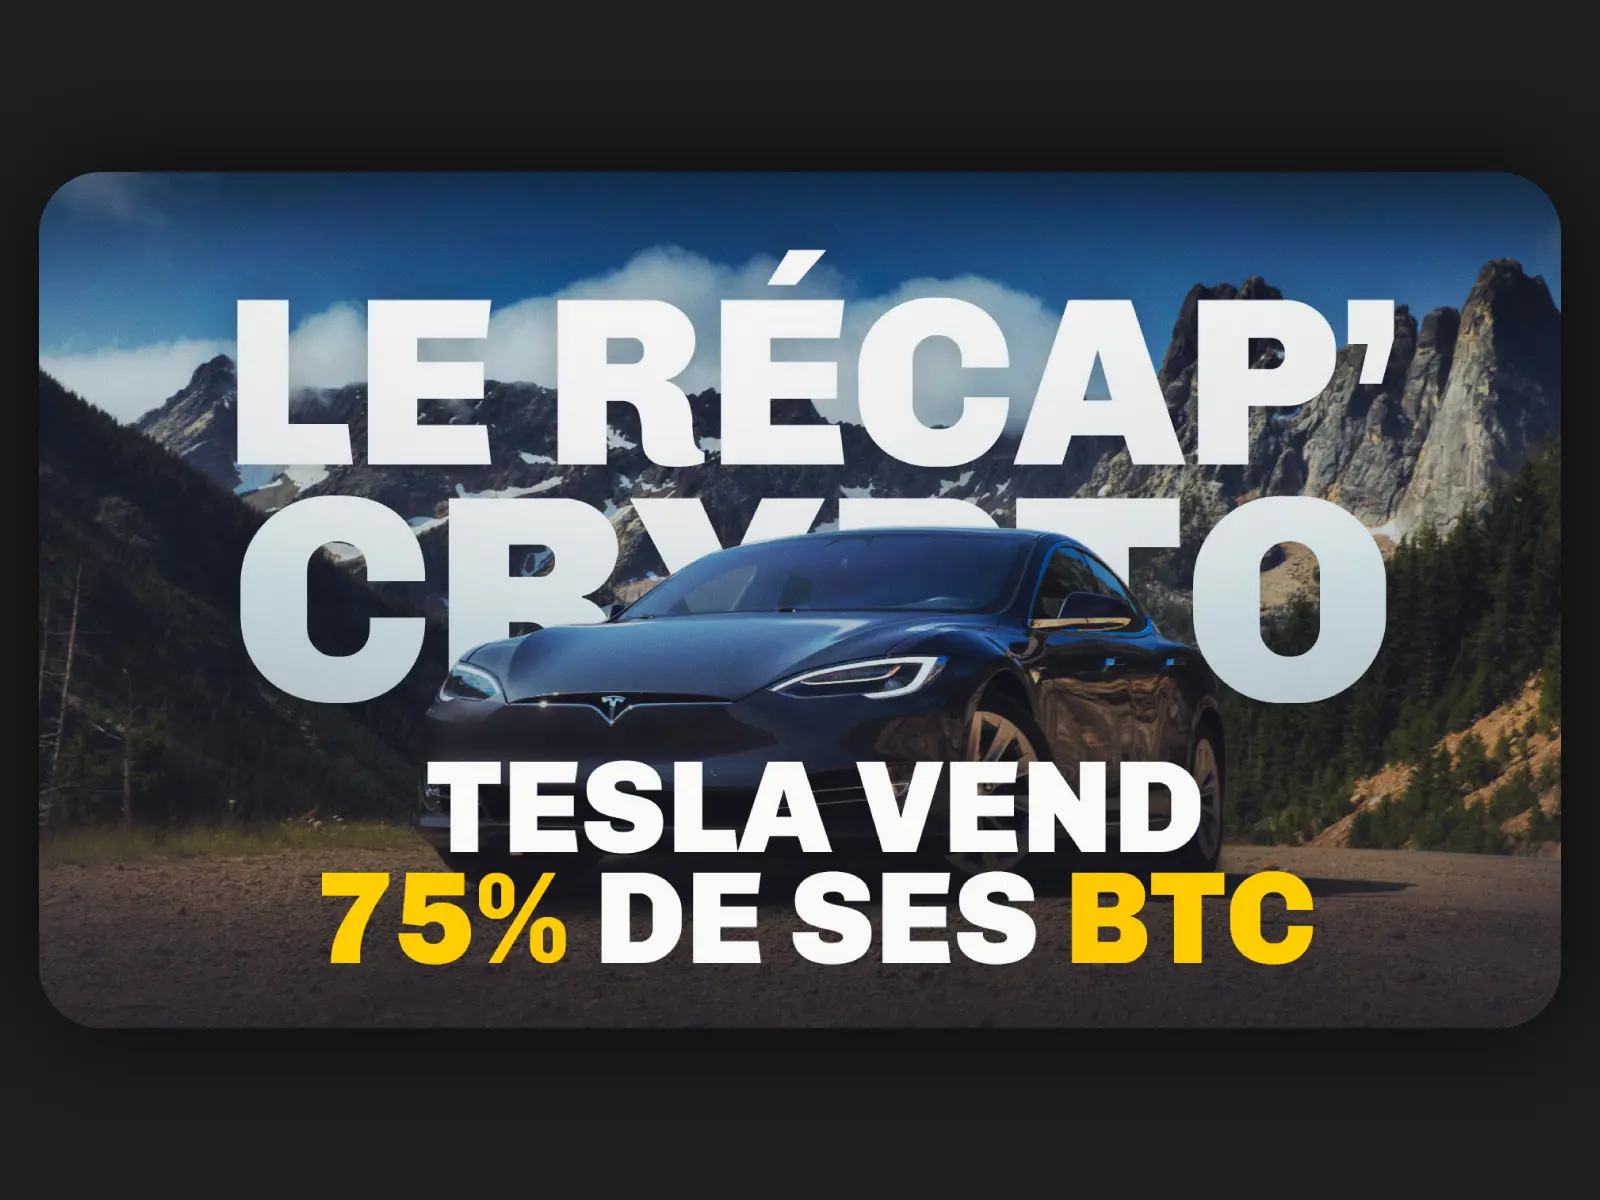 LE RÉCAP'
CRYPTO
TESLA VEND
75% DE SES BTC